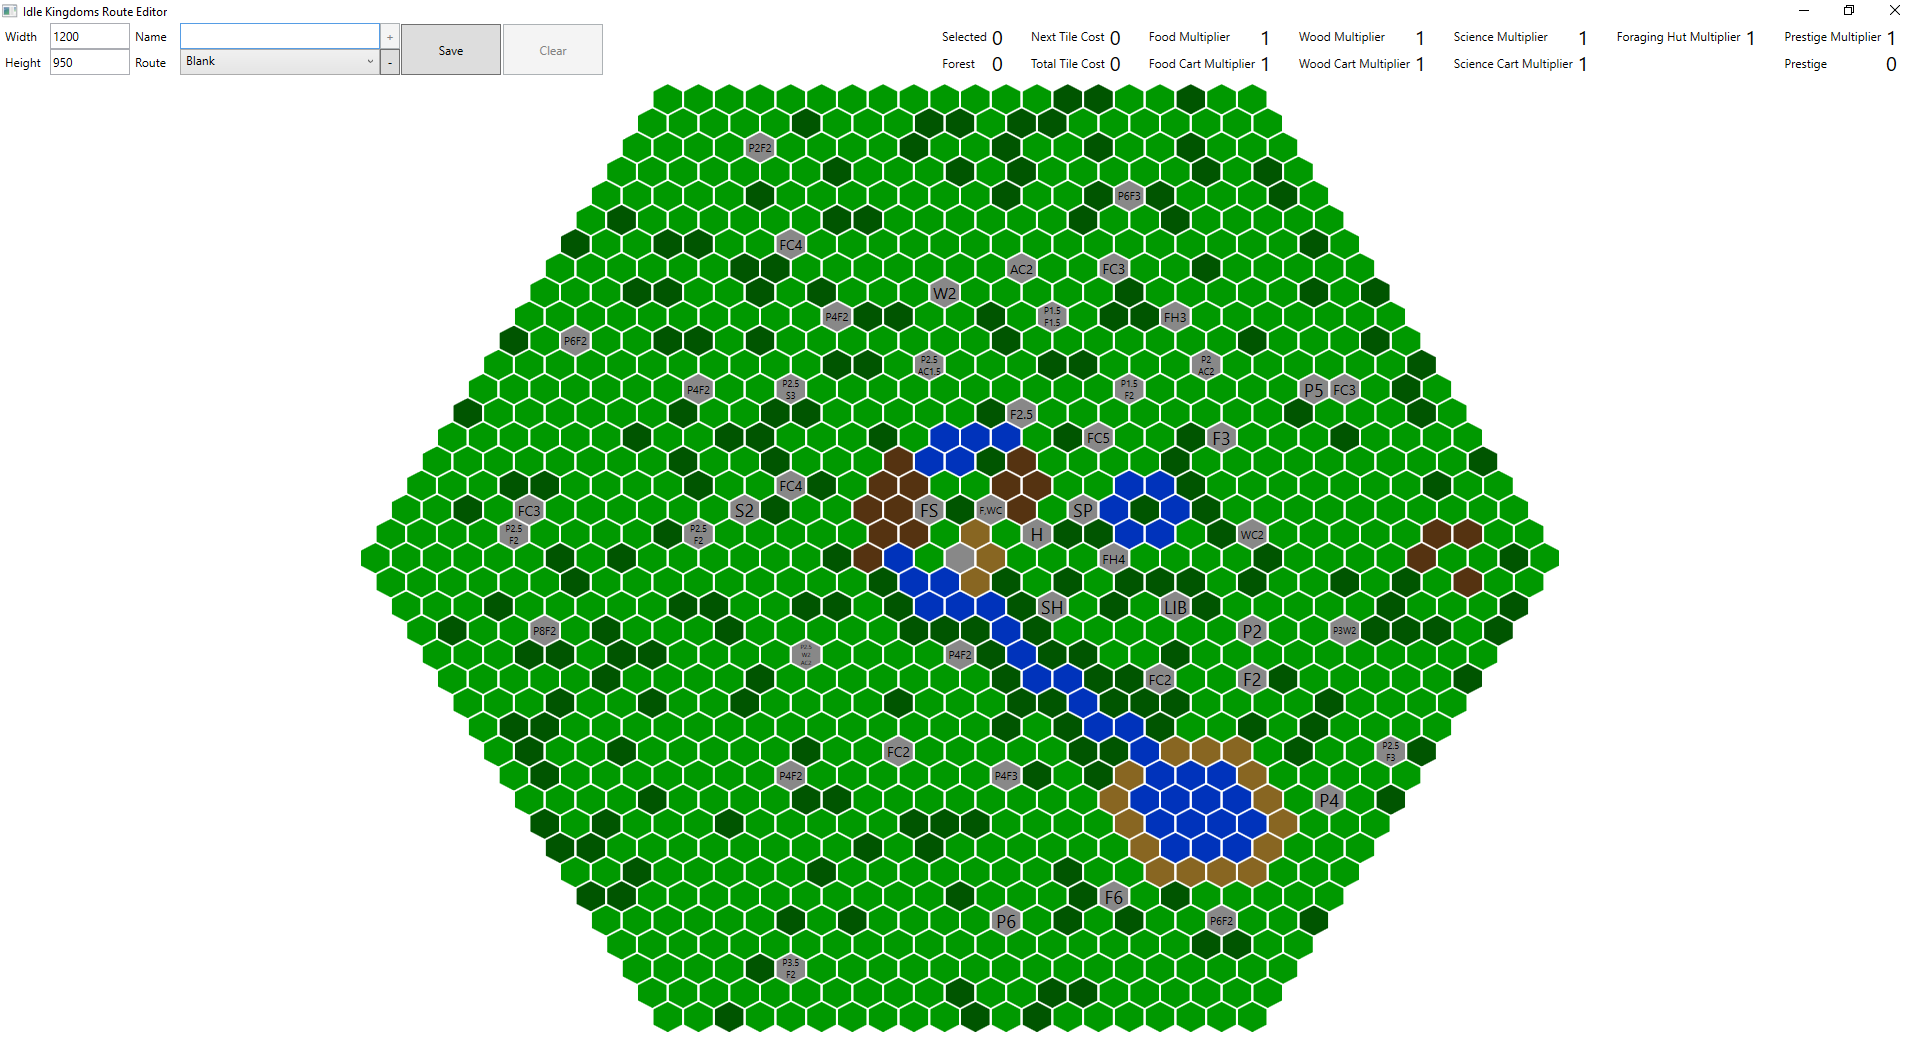 Idle Kingdoms Route Editor
Width 1200 Name + Save Clear Selected 0 Next Tile Cost 0 Food Multiplier 1 Wood Multiplier 1 Science Multiplier 1 Foraging Hut Multiplier 1 Prestige Multiplier 1
Height 950 Route Blank - Forest 0 Total Tile Cost 0 Food Cart Multiplier 1 Wood Cart Multiplier 1 Science Cart Multiplier 1 Prestige 0
P2F2
P6F3
FC4
AC2 FC3
W2
P4F2 P1.5 F1.5 FH3
P6F2
P2.5 AC1.5 P2 AC2
P4F2 P2.5 S3 P1.5 F2 P5 FC3
F2.5
FC5 F3
FC4
FC3 S2 FS F,WC SP
P2.5 F2 P2.5 F2 H WC2
FH4
SH LIB
P8F2 P2 P3W2
P2.5 W2 AC2 P4F2
FC2 F2
FC2 P2.5 F3
P4F2 P4F3
P4
F6
P6 P6F2
P3.5 F2